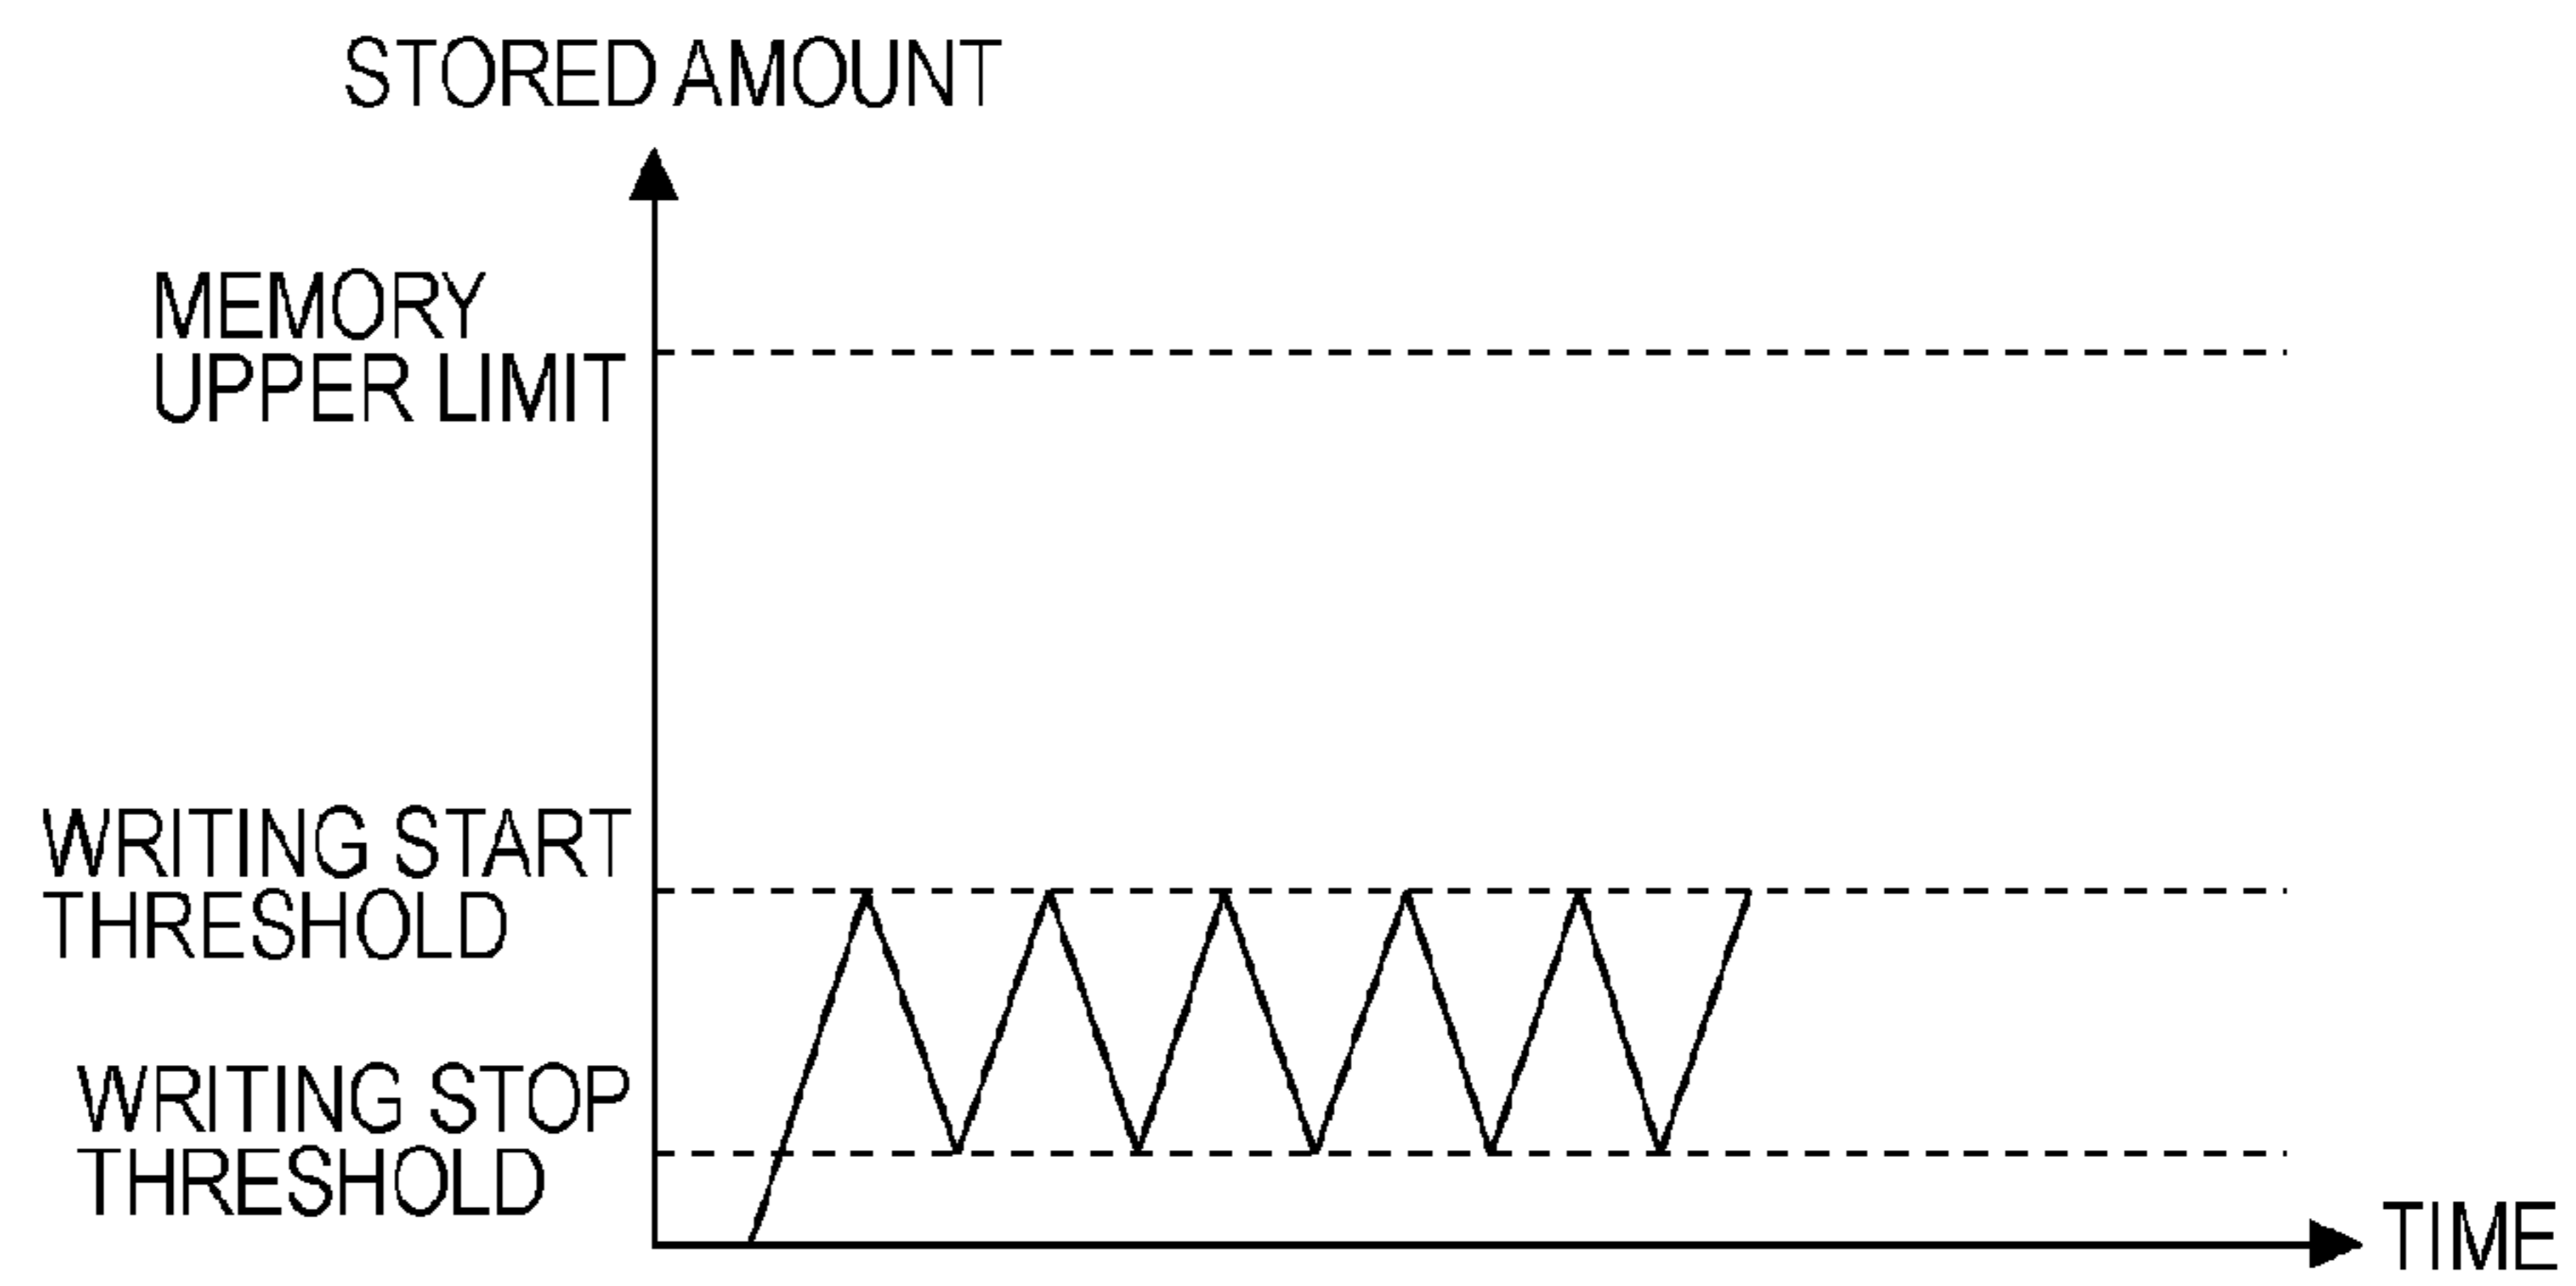 STORED AMOUNT
MEMORY
UPPER LIMIT
WRITING START
THRESHOLD
WRITING STOP
THRESHOLD
TIME